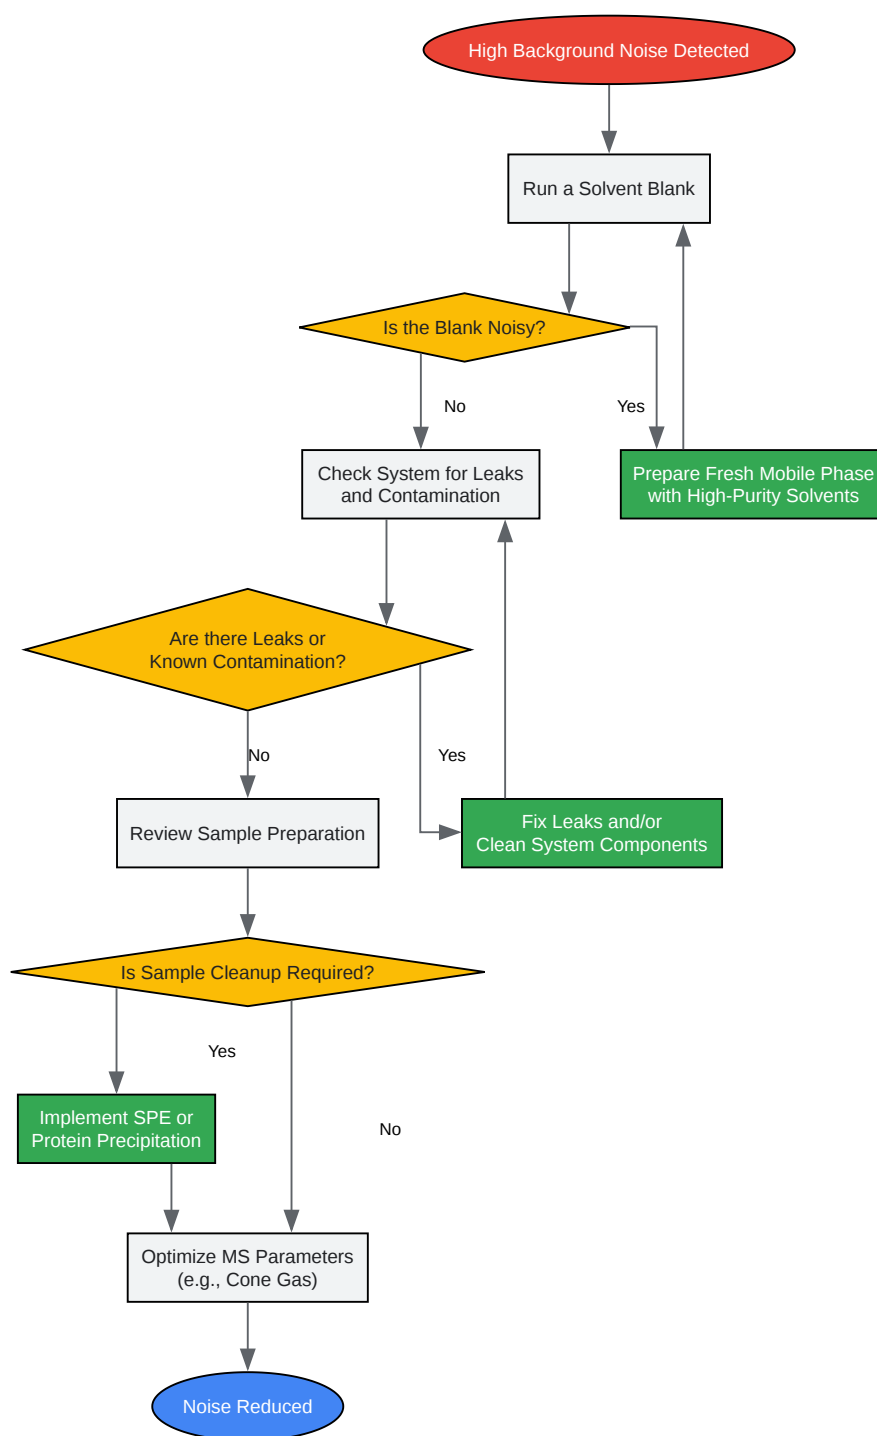 High Background Noise Detected
Run a Solvent Blank
Is the Blank Noisy?
No
Yes
Check System for Leaks
and Contamination
Prepare Fresh Mobile Phase
with High-Purity Solvents
Are there Leaks or
Known Contamination?
No
Yes
Review Sample Preparation
Fix Leaks and/or
Clean System Components
Is Sample Cleanup Required?
Yes
Implement SPE or
Protein Precipitation
No
Optimize MS Parameters
(e.g., Cone Gas)
Noise Reduced